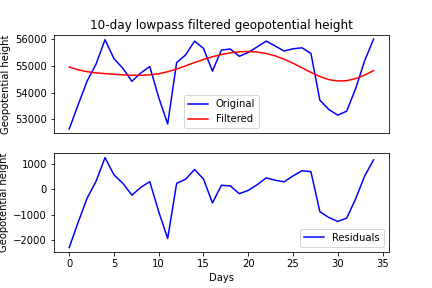 10-day lowpass filtered geopotential height
Geopotential height
56000
55000
54000
53000
Original
Filtered
Geopotential height
1000
0
−1000
−2000
Residuals
0 5 10 15 20 25 30 35
Days